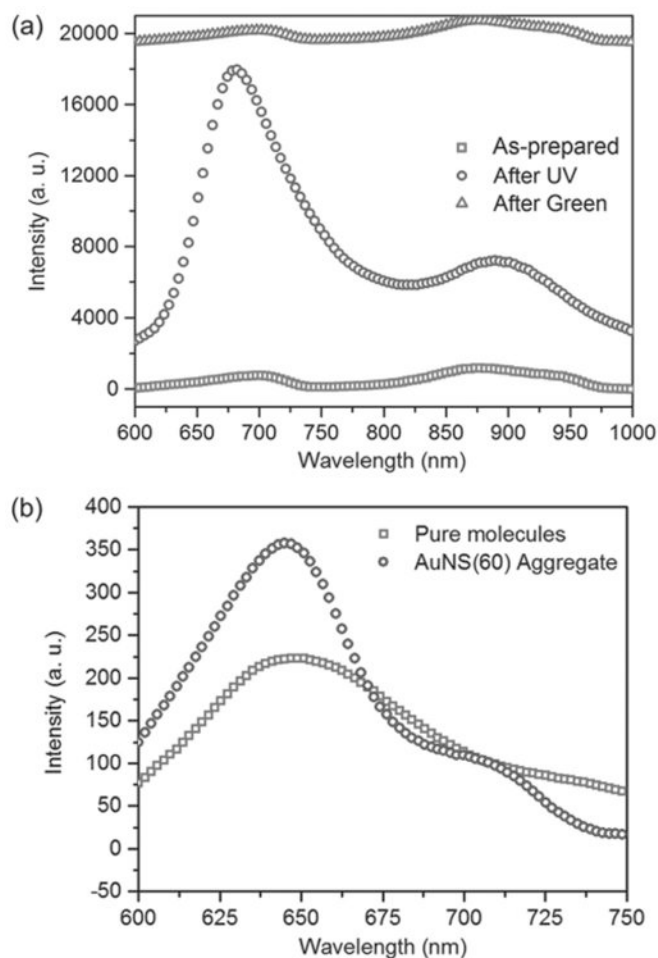 (a)
20000
16000
12000
8000
4000
0
Intensity (a. u.)
As-prepared
After UV
After Green
600 650 700 750 800 850 900 950 1000
Wavelength (nm)
(b)
400
350
300
250
200
150
100
50
0
-50
Intensity (a. u.)
Pure molecules
AuNS(60) Aggregate
600 625 650 675 700 725 750
Wavelength (nm)